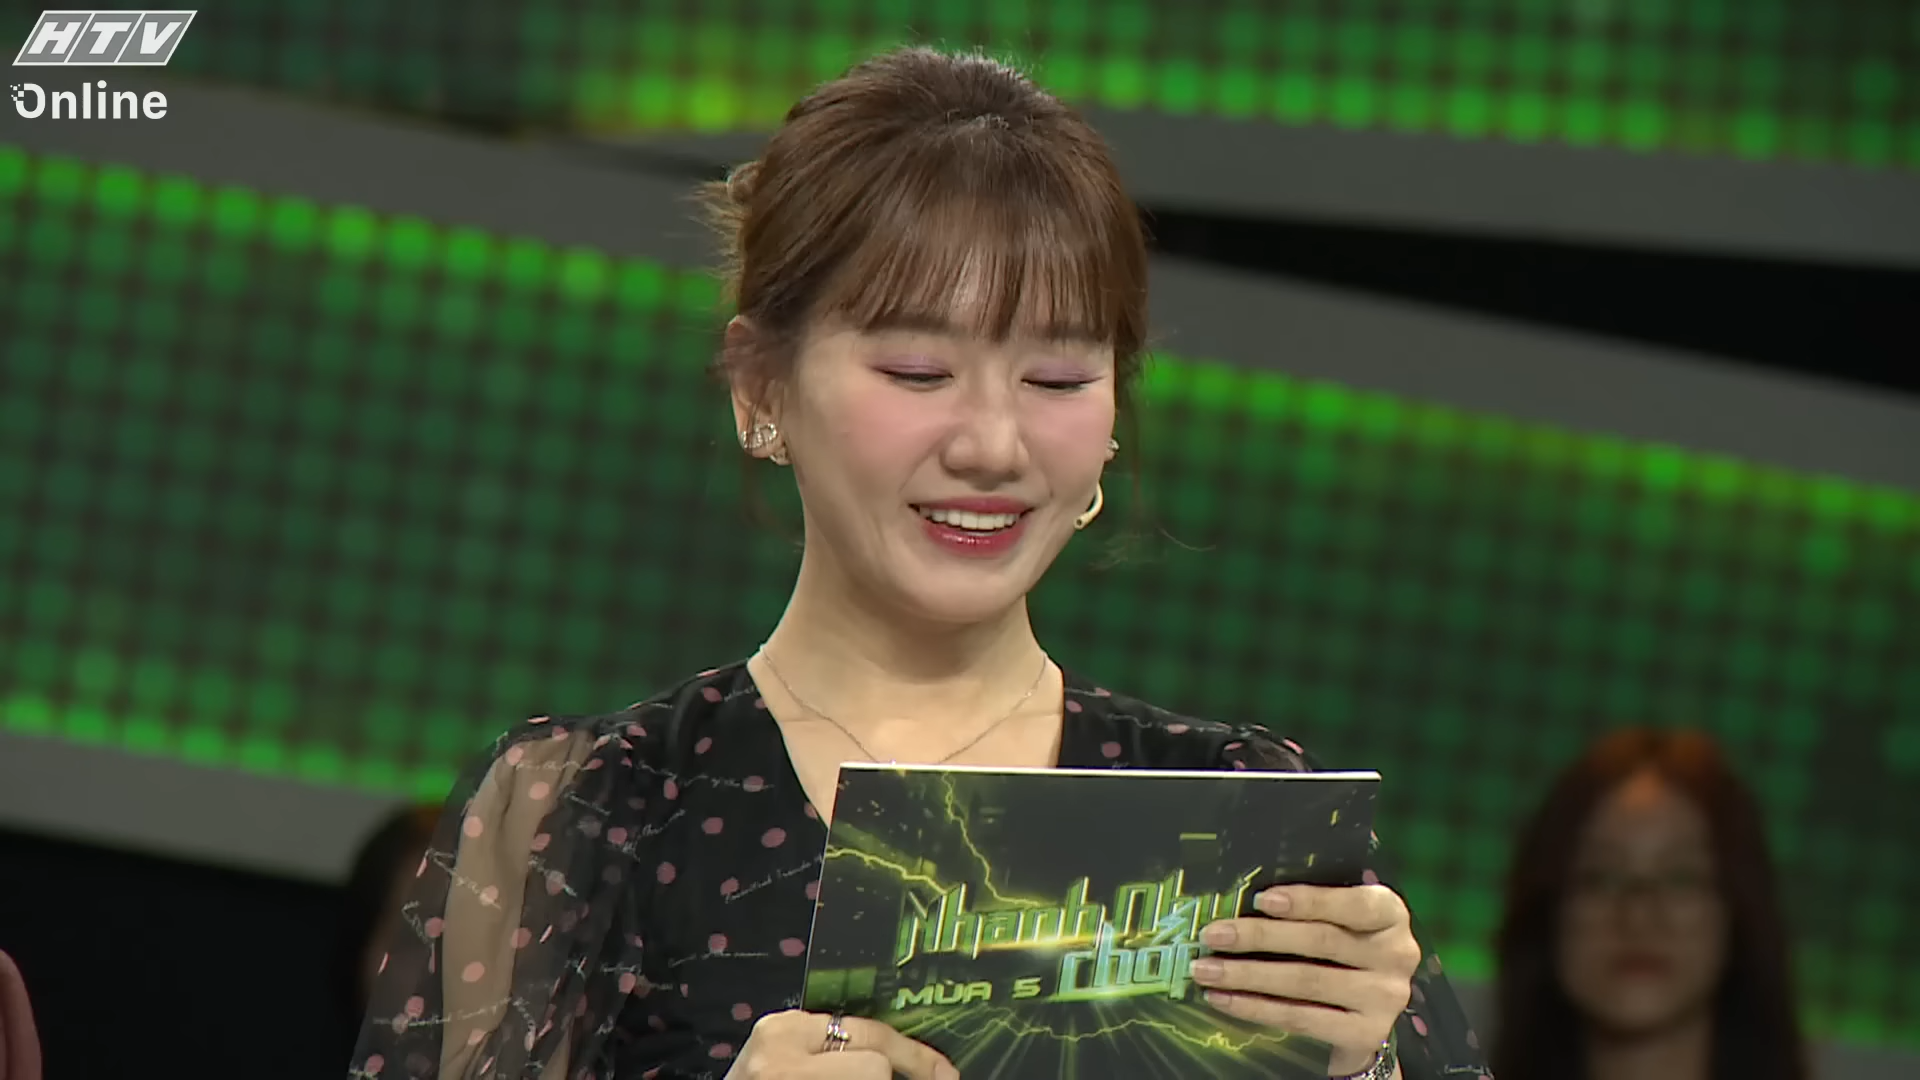 HTV
Online
Nhanh Như
chớp
MÙA 5